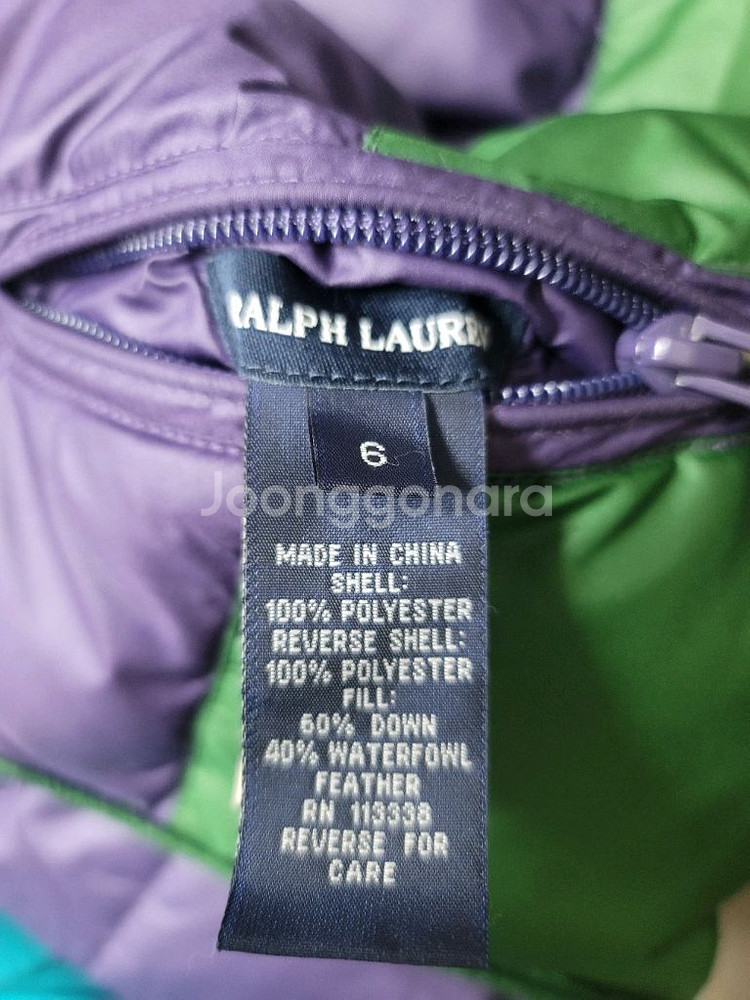 RALPH LAUREN
6
Joonggonara
MADE IN CHINA
SHELL:
100% POLYESTER
REVERSE SHELL:
100% POLYESTER
FILL:
60% DOWN
40% WATERFOWL
FEATHER
RN 113338
REVERSE FOR
CARE